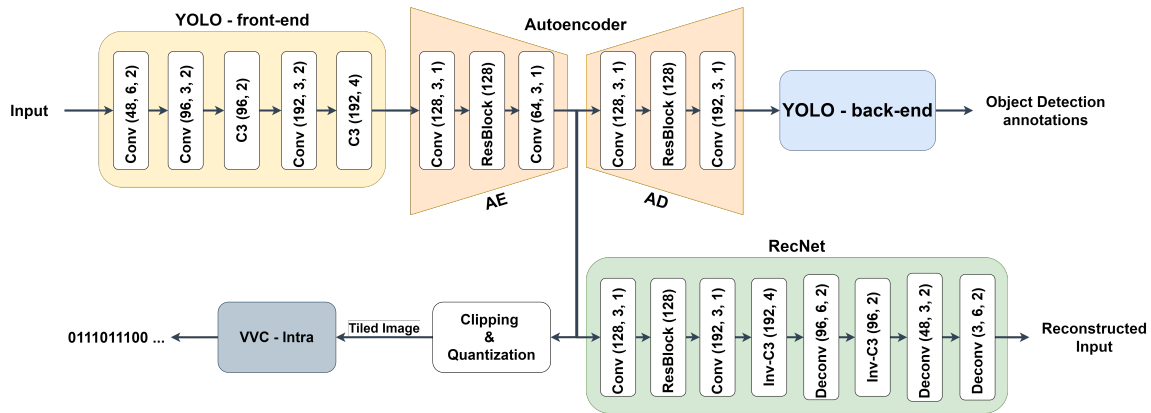 YOLO - front-end
Autoencoder
Input
Conv (48, 6, 2)
Conv (96, 3, 2)
C3 (96, 2)
Conv (192, 3, 2)
C3 (192, 4)
Conv (128, 3, 1)
ResBlock (128)
Conv (64, 3, 1)
AE
Conv (128, 3, 1)
ResBlock (128)
Conv (192, 3, 1)
AD
YOLO - back-end
Object Detection
annotations
RecNet
0111011100 ...
VVC - Intra
Tiled Image
Clipping
&
Quantization
Conv (128, 3, 1)
ResBlock (128)
Conv (192, 3, 1)
Inv-C3 (192, 4)
Deconv (96, 6, 2)
Inv-C3 (96, 2)
Deconv (48, 3, 2)
Deconv (3, 6, 2)
Reconstructed
Input